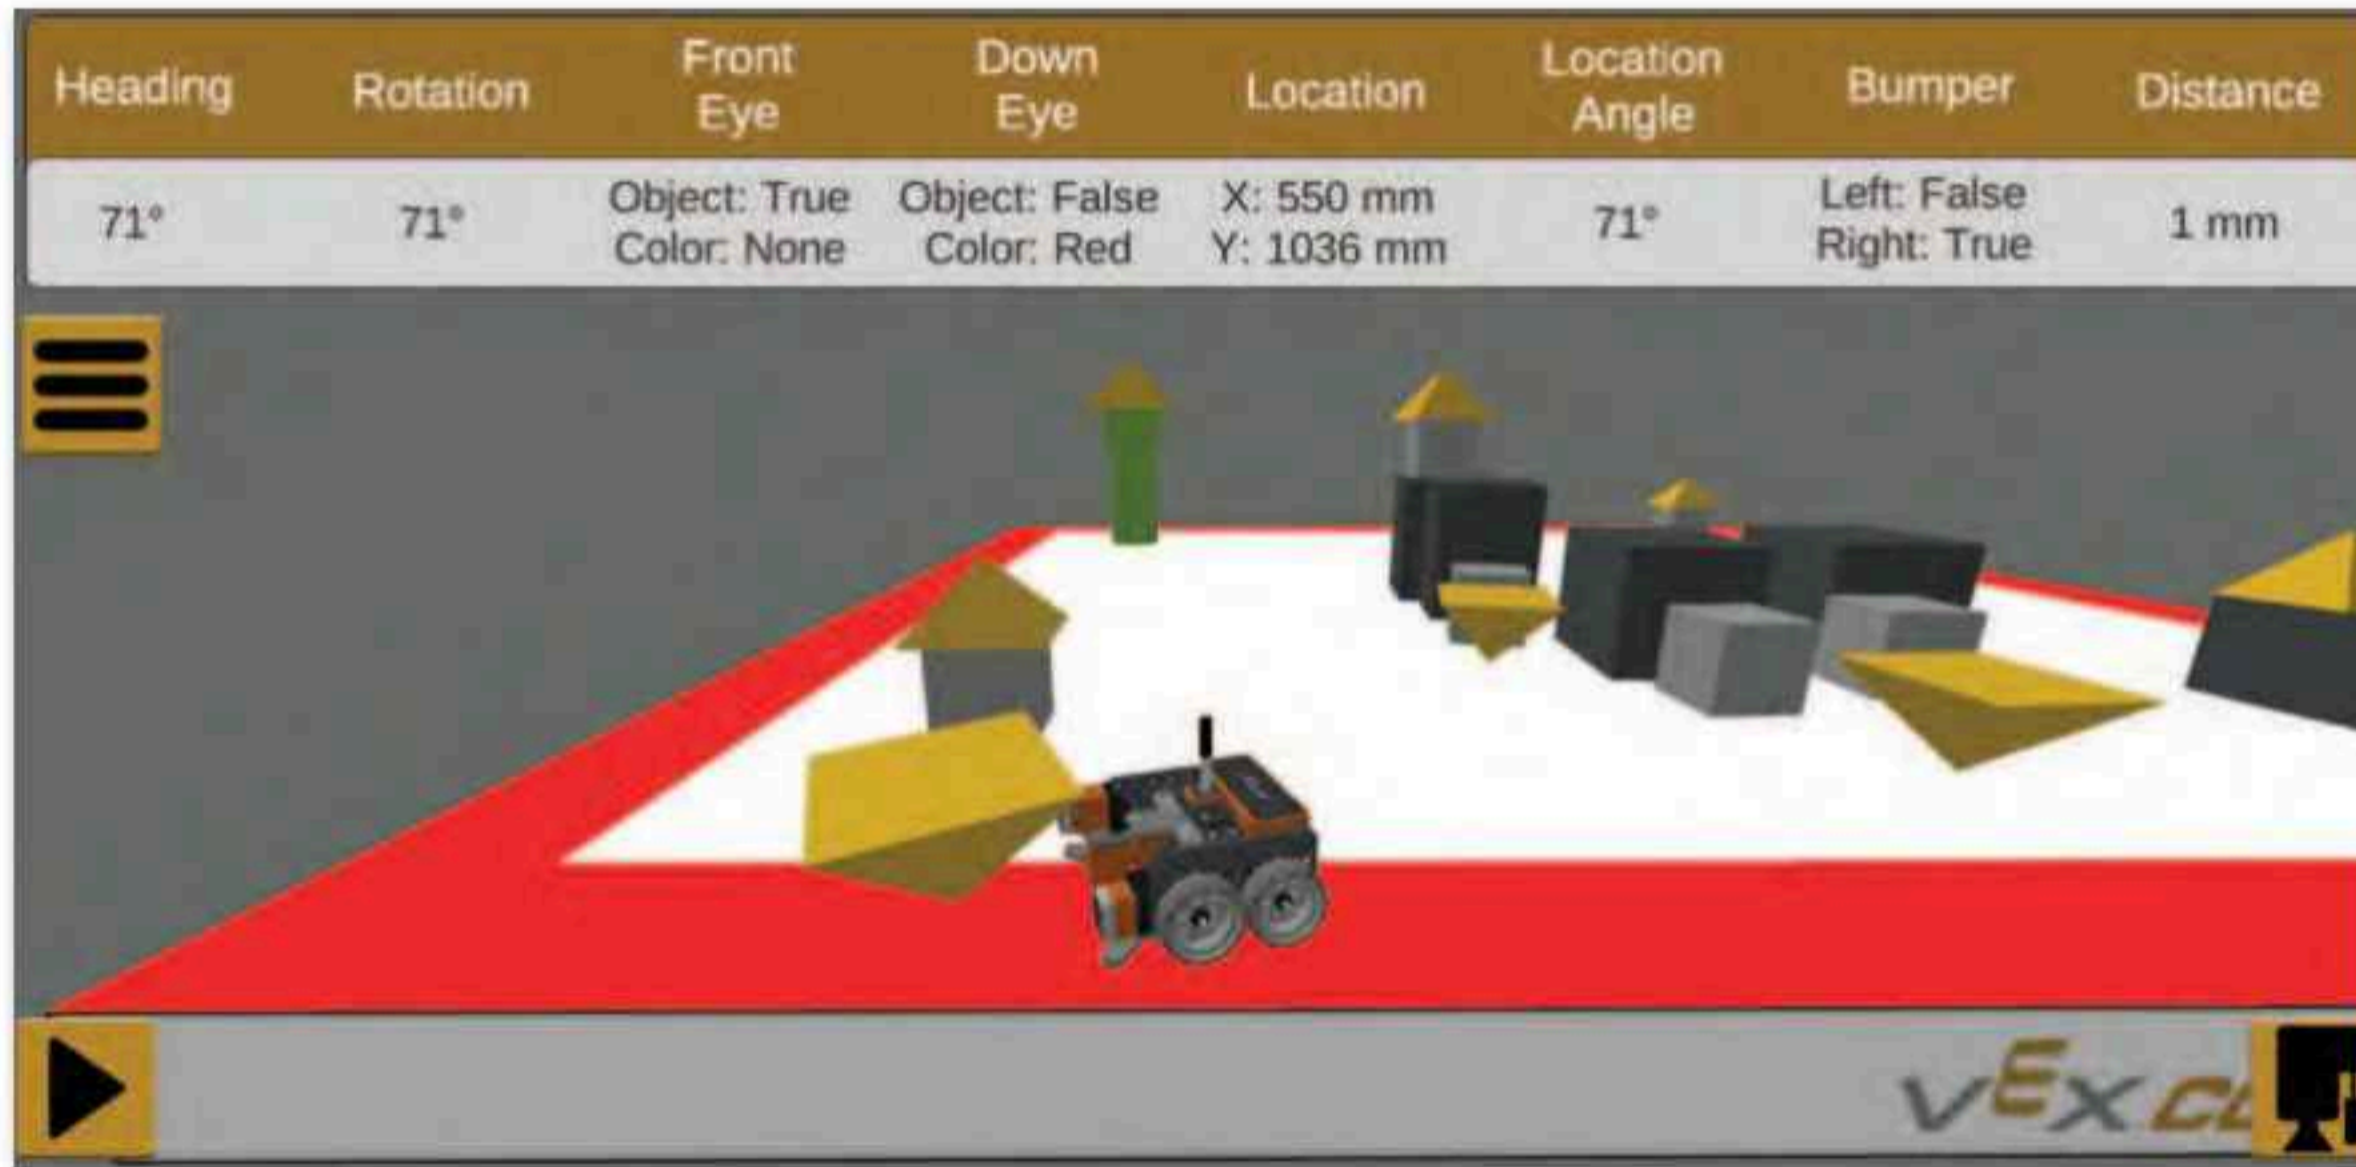 Heading
Rotation
Front
Eye
Down
Eye
Location
Location
Angle
Bumper
Distance
71°
71°
Object: True
Color: None
Object: False
Color: Red
X: 550 mm
Y: 1036 mm
71°
Left: False
Right: True
1 mm
VEX